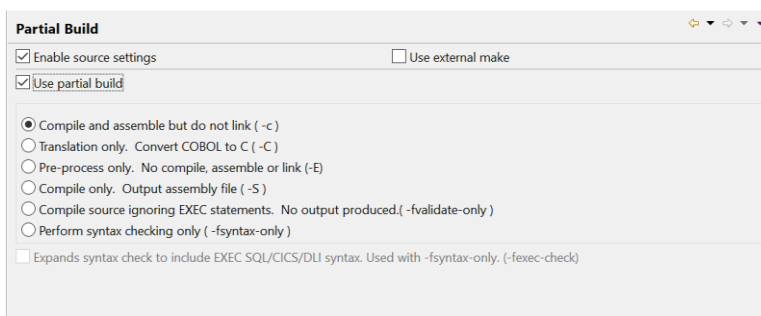 Partial Build
Enable source settings Use external make
Use partial build
Compile and assemble but do not link ( -c )
Translation only.  Convert COBOL to C ( -C )
Pre-process only.  No compile, assemble or link (-E)
Compile only.  Output assembly file ( -S )
Compile source ignoring EXEC statements.  No output produced.( -fvalidate-only )
Perform syntax checking only ( -fsyntax-only )
Expands syntax check to include EXEC SQL/CICS/DLI syntax. Used with -fsyntax-only. (-fexec-check)